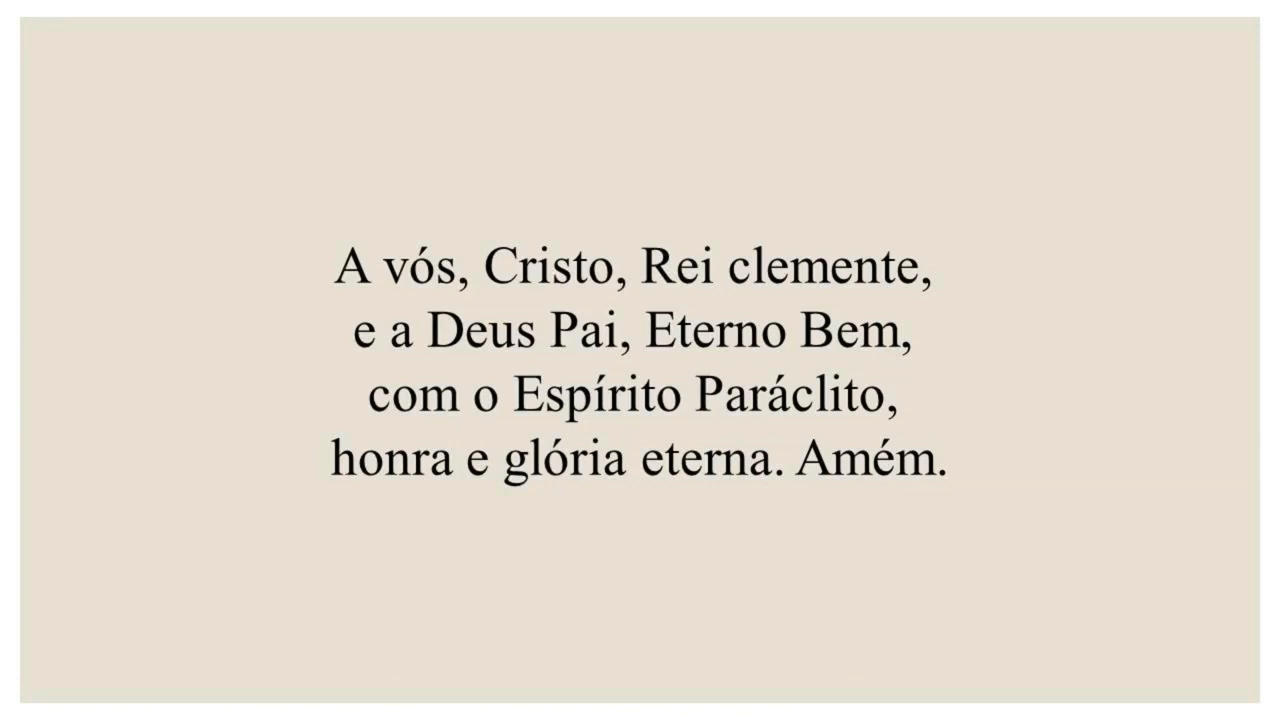 A vós, Cristo, Rei clemente,
e a Deus Pai, Eterno Bem,
com o Espírito Paráclito,
honra e glória eterna. Amém.